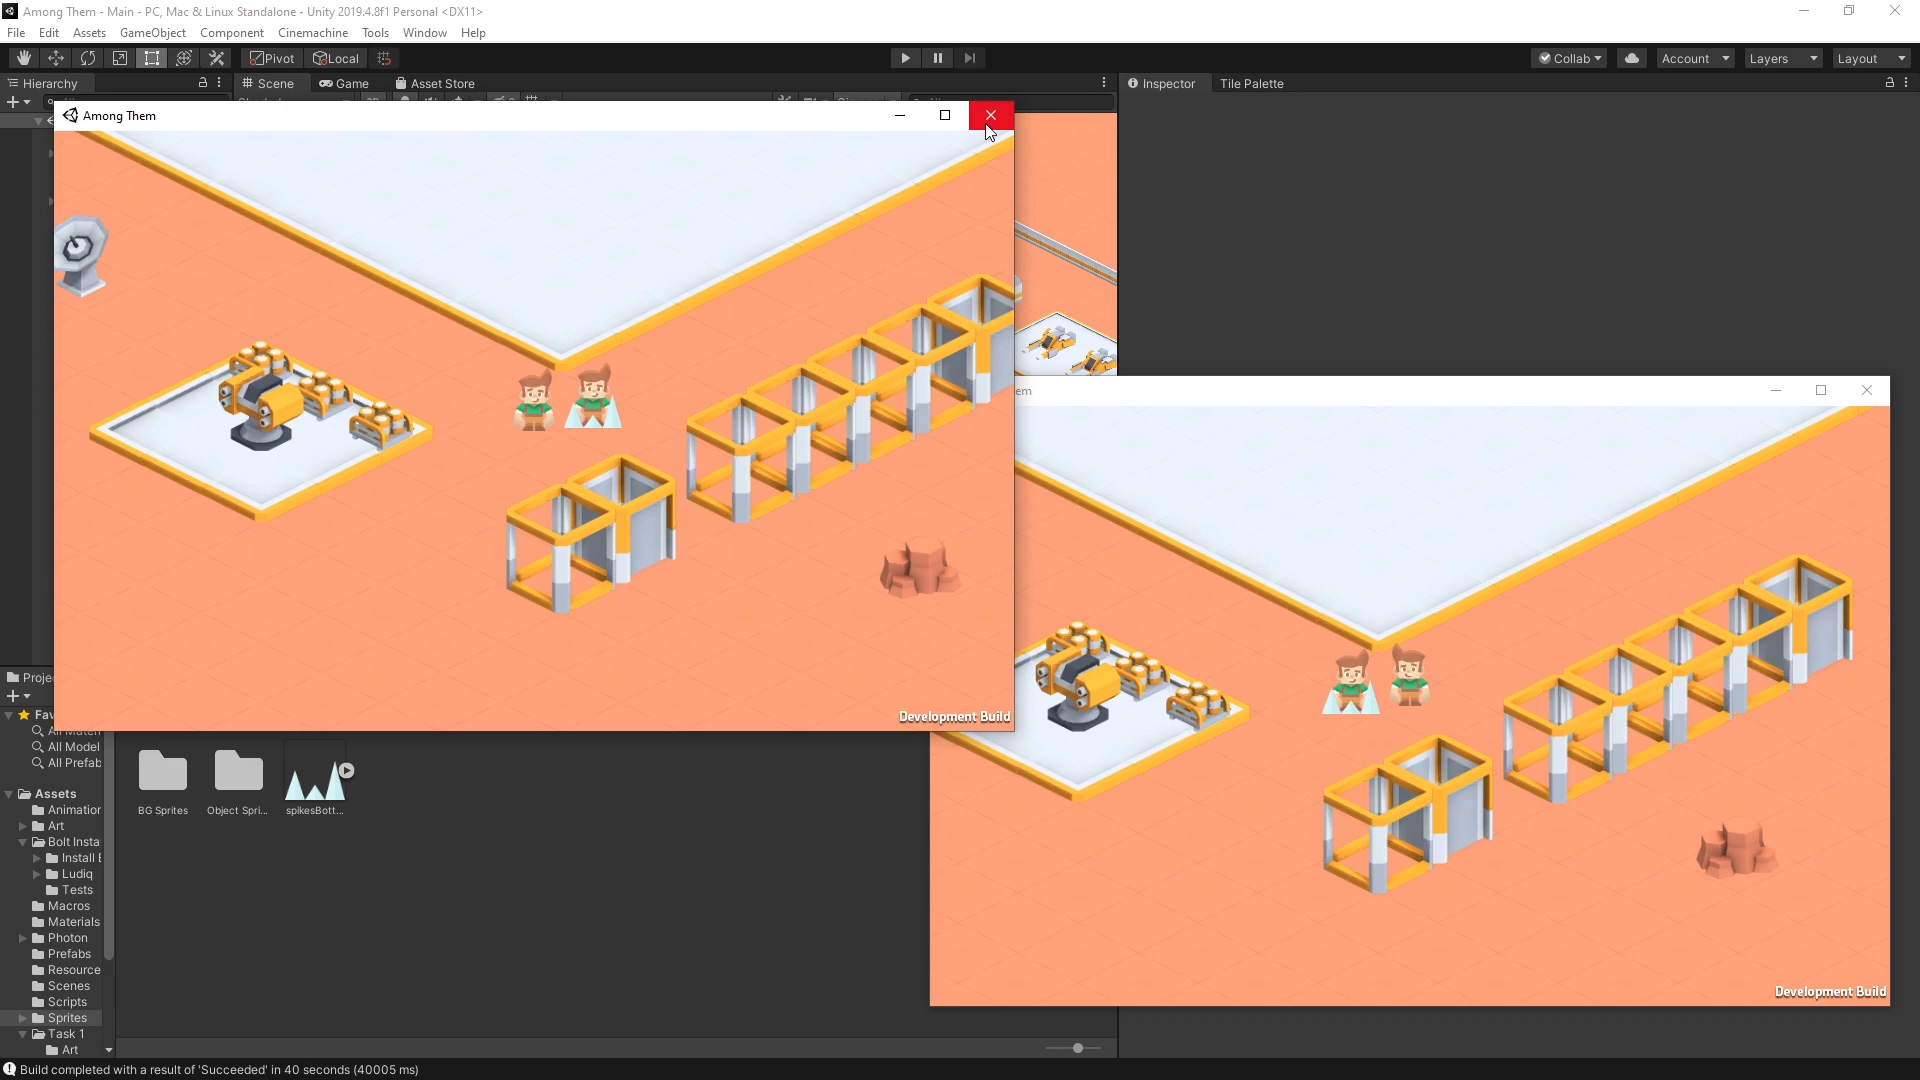 Among Them - Main - PC, Mac & Linux Standalone - Unity 2019.4.8f1 Personal <DX11>
File Edit Assets GameObject Component Cinemachine Tools Window Help
Pivot Local Collab Account Layers Layout
Hierarchy Scene Game Asset Store Inspector Tile Palette
Among Them
em
Development Build
Development Build
Proje
Fav
All Model
All Prefab
Assets
Animation
Art
Bolt Insta
Install E
Ludiq
Tests
Macros
Materials
Photon
Prefabs
Resource
Scenes
Scripts
Sprites
Task 1
Art
BG Sprites Object Spri... spikesBott...
Build completed with a result of 'Succeeded' in 40 seconds (40005 ms)